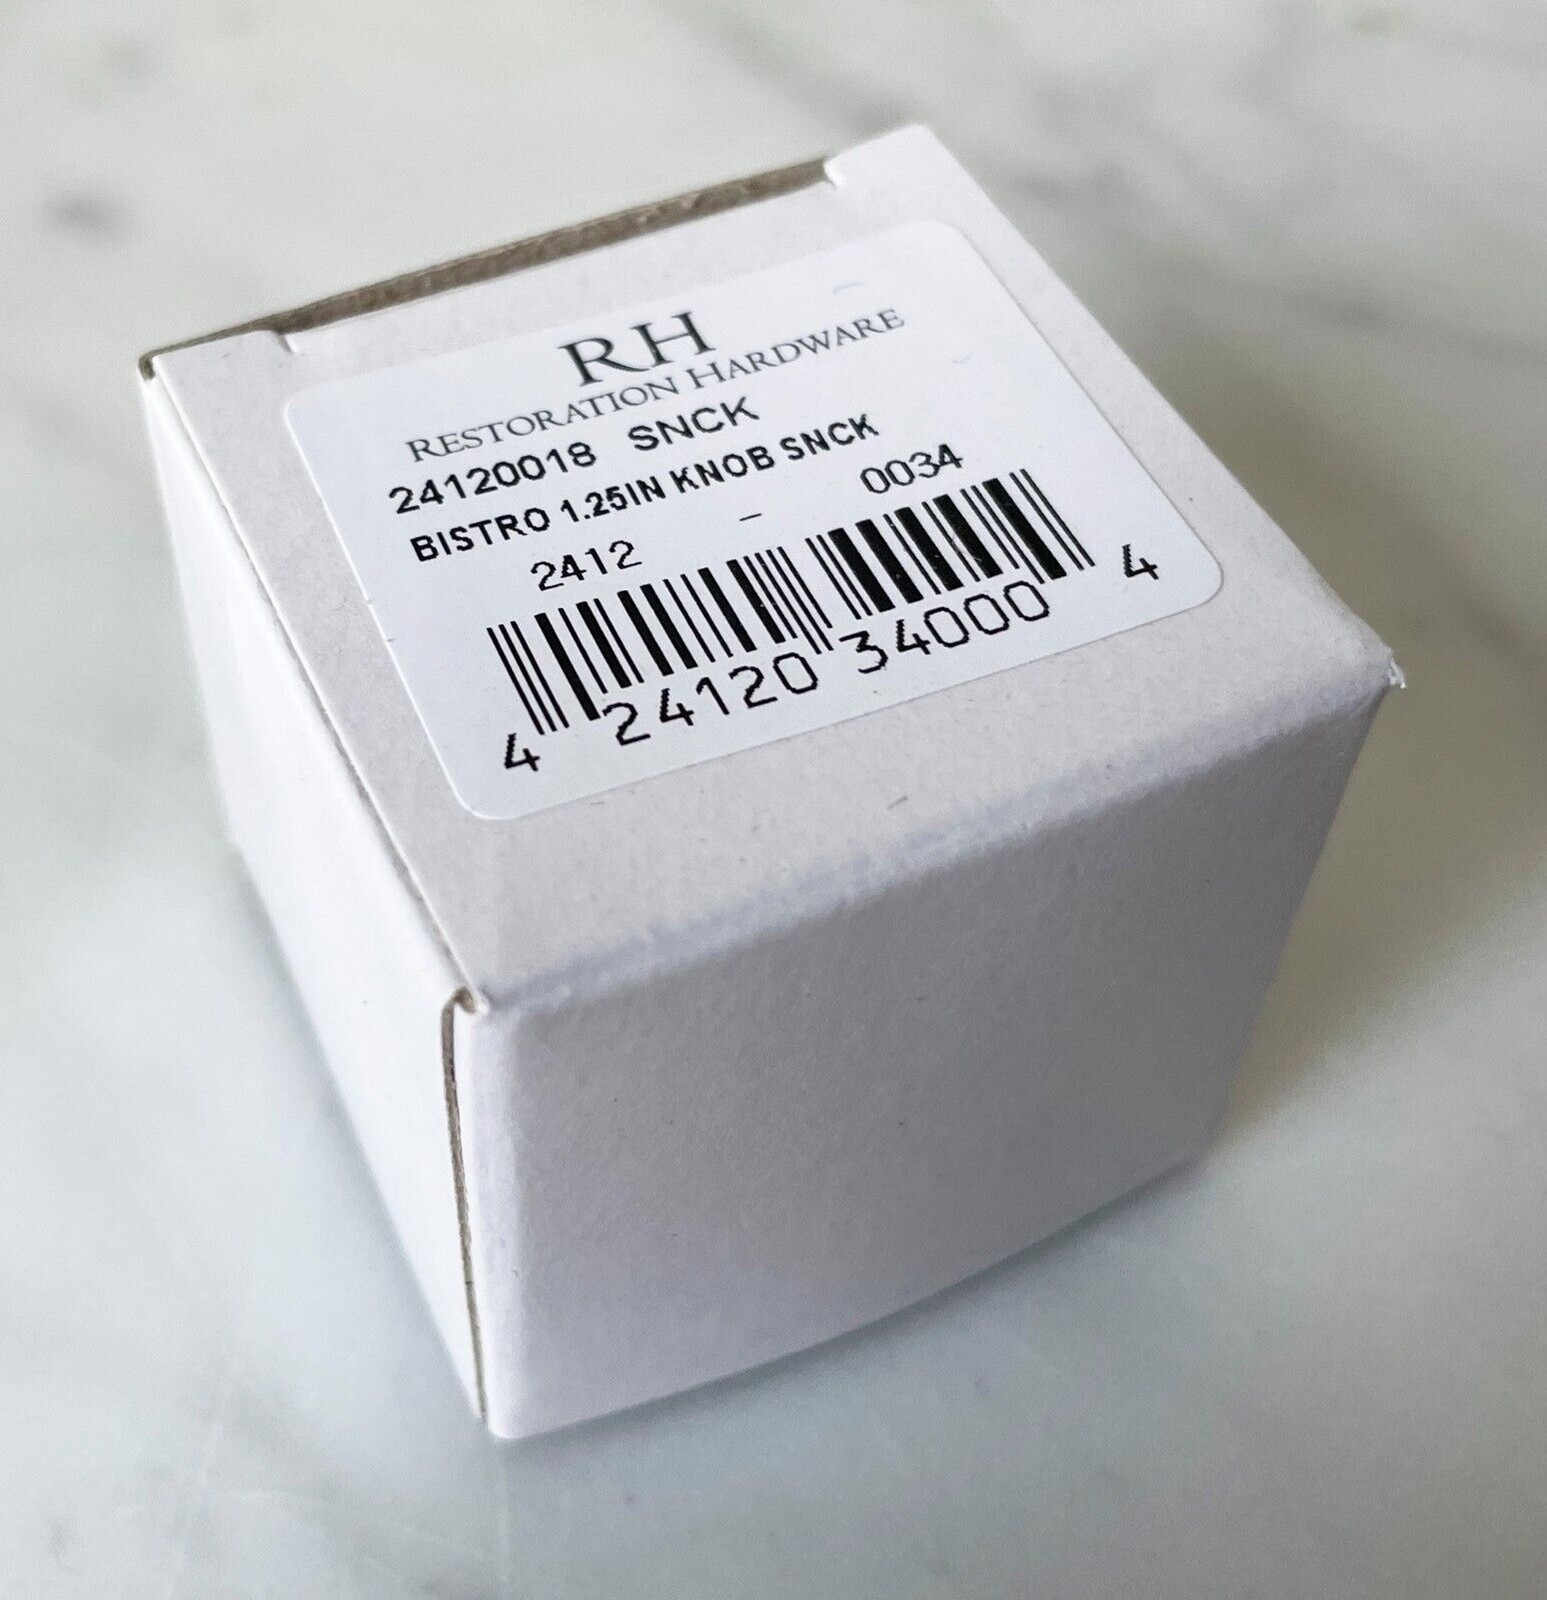 RH
RESTORATION HARDWARE
24120018 SNCK
BISTRO 1.25IN KNOB SNCK
2412 - 0034
4 24120 34000 4